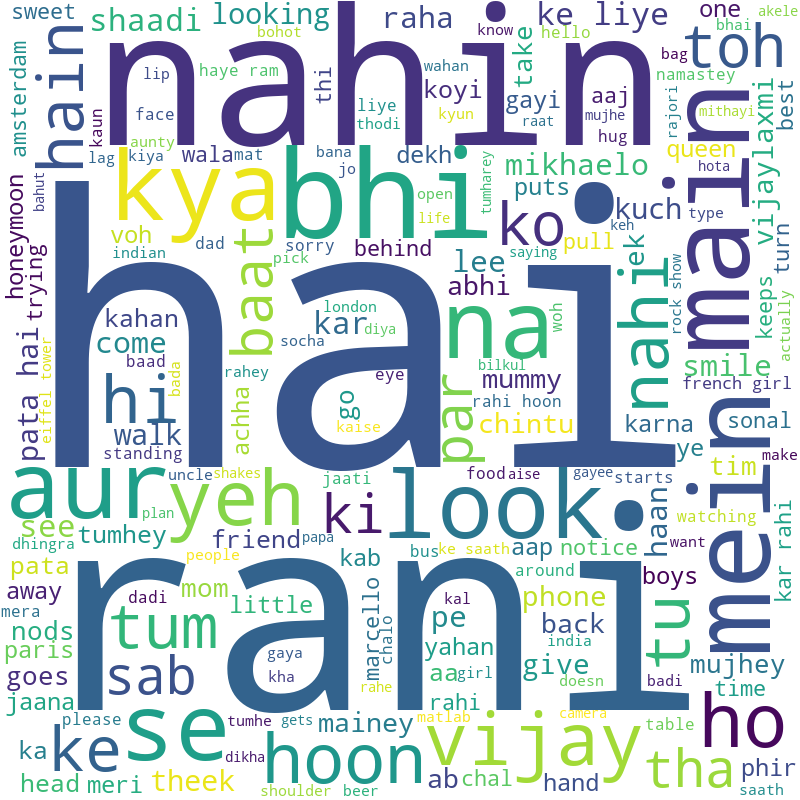 sweet shaadi looking raha ke liye one akele
know bhai
hello toh
amsterdam hain nahin take bag namastey
lip haye ram thi wahan koyi gayi aaj
kaun face liye kyun mujhe rajori mithayi best
aunty thodi raat hug
lag kiya wala mat bana dekh mikhaelo queen hota vijaylaxmi
bahut kya jo bhi open tumharey puts kuch type main
honeymoon voh dad life ko keh turn
indian sorry behind saying pull ek
trying baat pick lee abhi nahi rock show keeps actually
hai london
kahan kar diya na woh
pata hai come socha smile
eiffel tower baad rahey eye par bilkul french girl
hi bada go mummy rahi hoon
walk achha kaise chintu karna sonal
standing ye make
aur uncle shakes jaati food aise gayee starts tim
yeh look mein
see plan ki haan watching
dhingra tumhey friend papa bus ke saath aap notice want kar rahi
pata people kab around
away mom rani boys
mera dadi little kal phone
nods tum marcello pe back tu
paris gaya chalo yahan india
goes sab kha aa girl give mujhey
jaana rahe rahi doesn badi time
please se tumhe gets mainey matlab camera table ho
ka ke dikha hoon vijay tha phir
head meri theek ab chal hand saath
shoulder beer